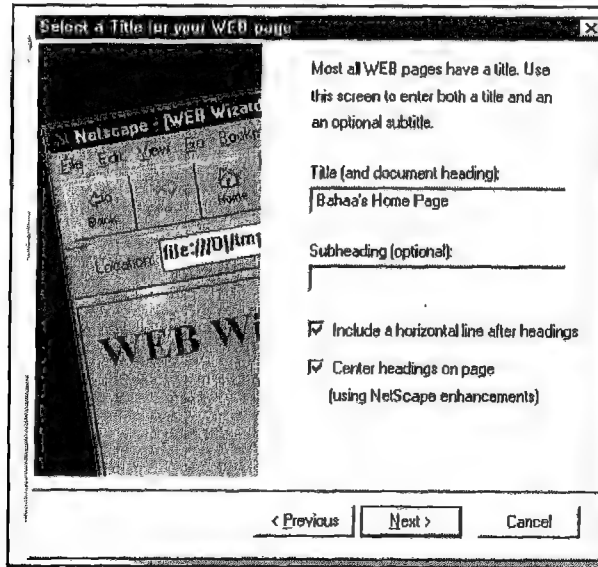 Select a Title for your WEB page
Most all WEB pages have a title. Use
this screen to enter both a title and an
an optional subtitle.
Netscape - [WEB Wizard
File Edit View Go Bookm
Back
Home
Title (and document heading):
Bahaa's Home Page
Location: file:///D|/tmp
Subheading (optional):
WEB Wi
Include a horizontal line after headings
Center headings on page
(using NetScape enhancements)
< Previous Next > Cancel